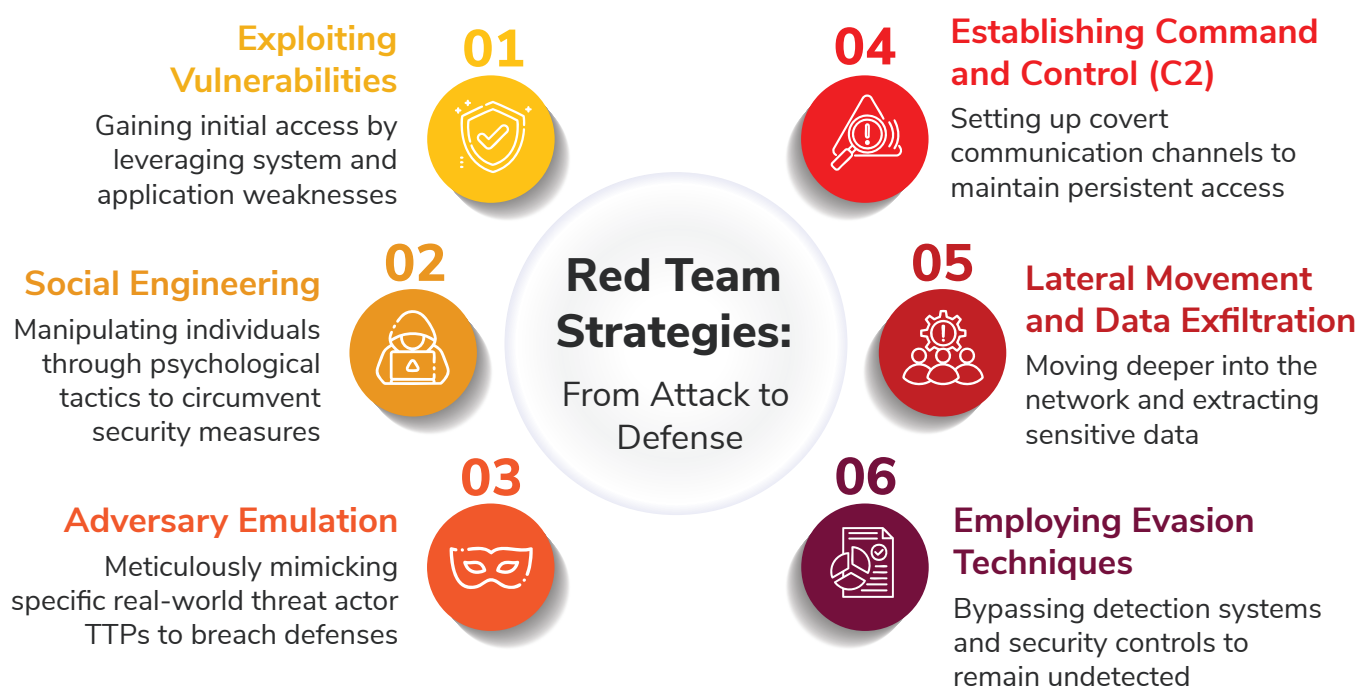 01
Exploiting
Vulnerabilities
Gaining initial access by
leveraging system and
application weaknesses
02
Social Engineering
Manipulating individuals
through psychological
tactics to circumvent
security measures
03
Adversary Emulation
Meticulously mimicking
specific real-world threat actor
TTPs to breach defenses
Red Team
Strategies:
From Attack to
Defense
04
Establishing Command
and Control (C2)
Setting up covert
communication channels to
maintain persistent access
05
Lateral Movement
and Data Exfiltration
Moving deeper into the
network and extracting
sensitive data
06
Employing Evasion
Techniques
Bypassing detection systems
and security controls to
remain undetected